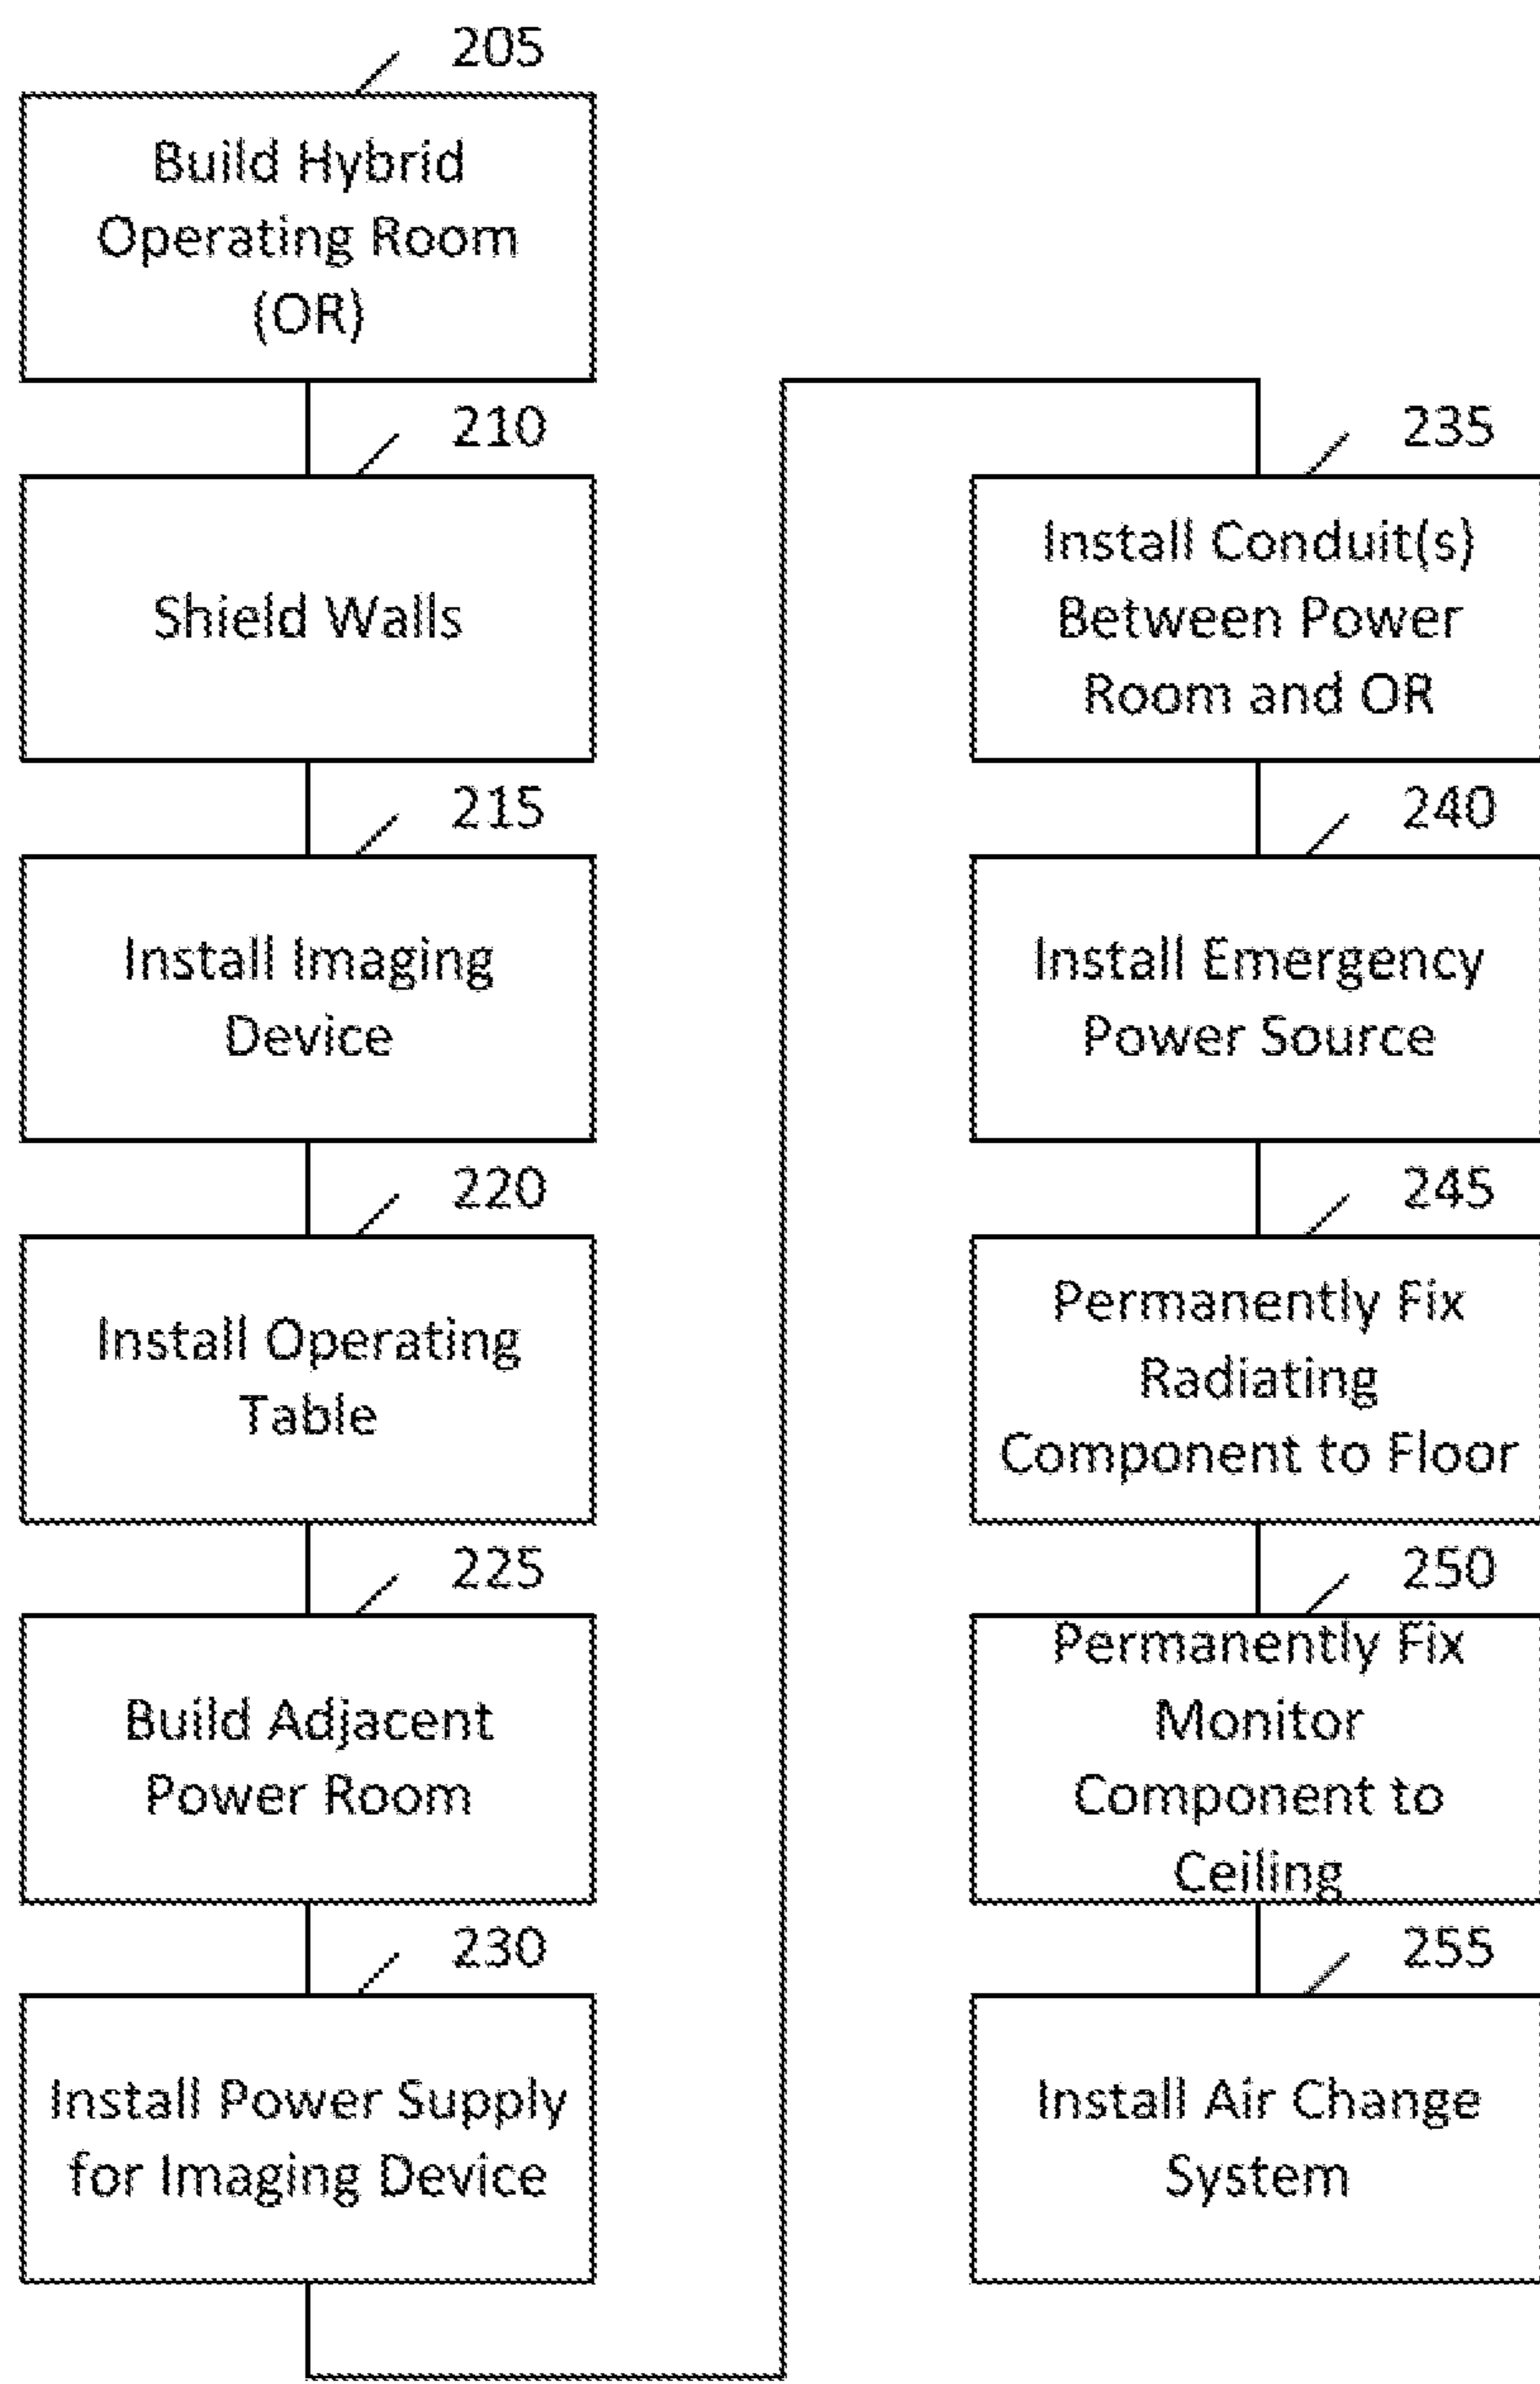 205
Build Hybrid
Operating Room
(OR)
210
Shield Walls
215
Install Imaging
Device
220
Install Operating
Table
225
Build Adjacent
Power Room
230
Install Power Supply
for Imaging Device
235
Install Conduit(s)
Between Power
Room and OR
240
Install Emergency
Power Source
245
Permanently Fix
Radiating
Component to Floor
250
Permanently Fix
Monitor
Component to
Ceiling
255
Install Air Change
System